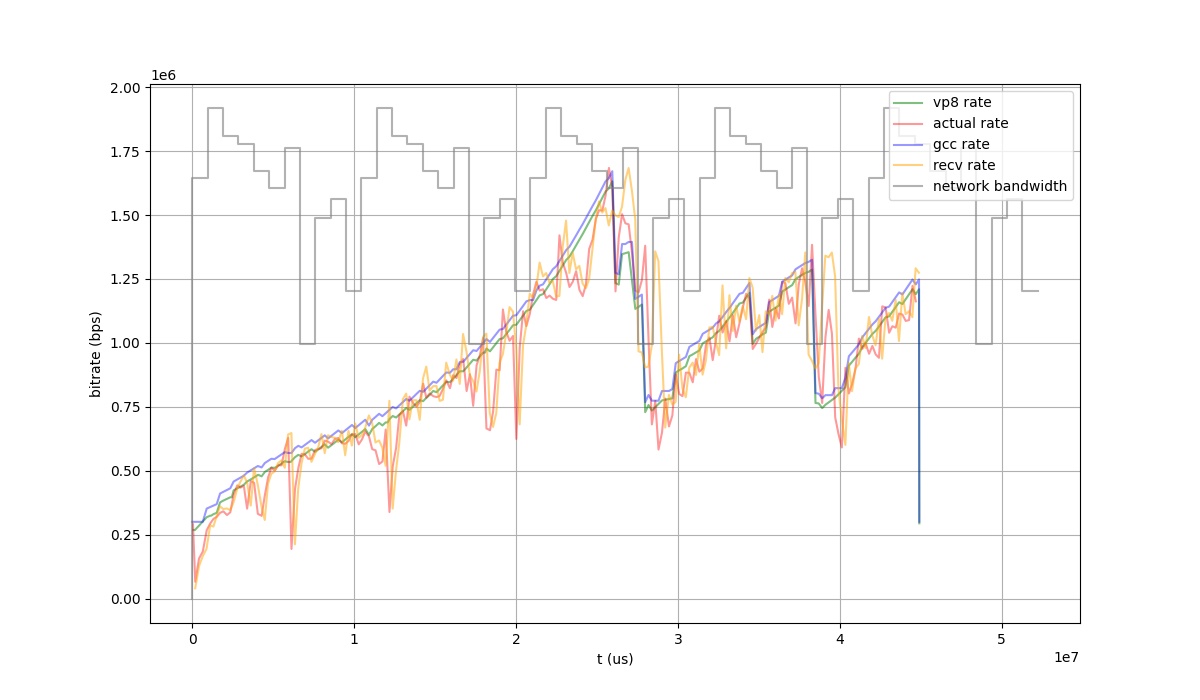 1e6
2.00
1.75
1.50
1.25
1.00
0.75
0.50
0.25
0.00
bitrate (bps)
vp8 rate
actual rate
gcc rate
recv rate
network bandwidth
0
1
2
3
4
5
1e7
t (us)